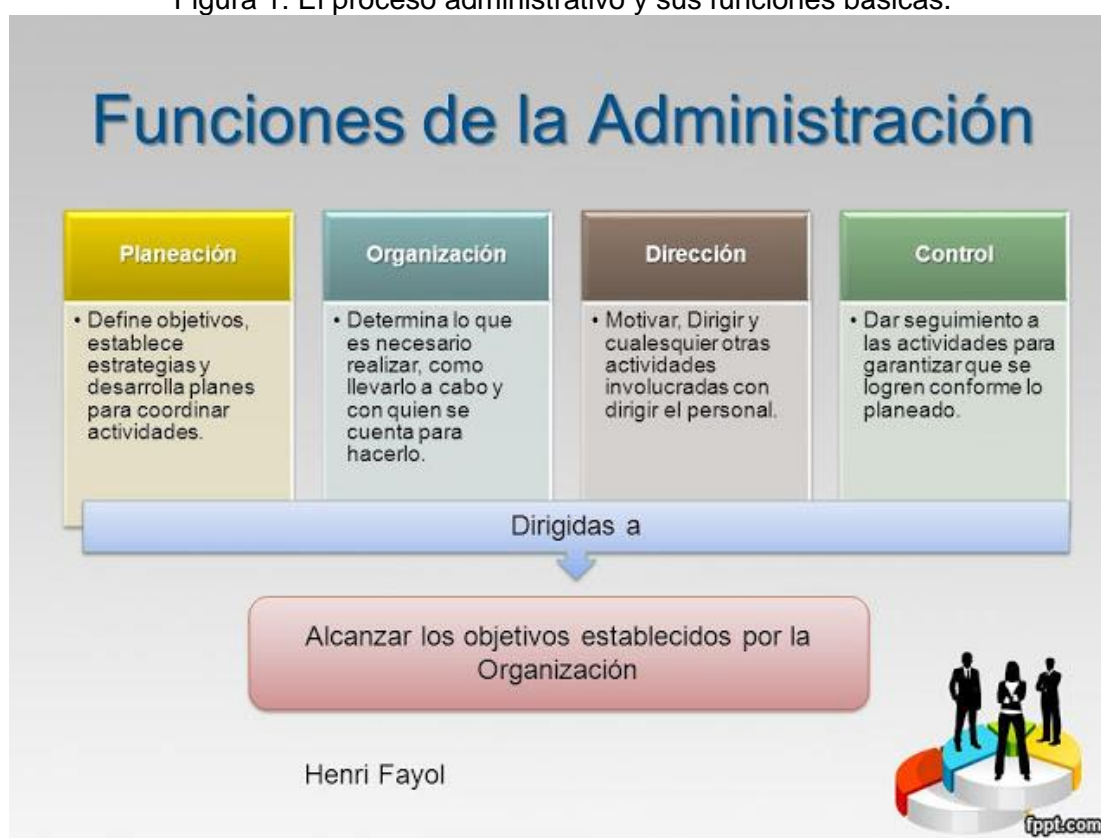 Figura 1. El proceso administrativo y sus funciones básicas.
Funciones de la Administración
Planeación
• Define objetivos,
establece
estrategias y
desarrolla planes
para coordinar
actividades.
Organización
• Determina lo que
es necesario
realizar, como
llevarlo a cabo y
con quien se
cuenta para
hacerlo.
Dirección
• Motivar, Dirigir y
cualesquier otras
actividades
involucradas con
dirigir el personal.
Control
• Dar seguimiento a
las actividades para
garantizar que se
logren conforme lo
planeado.
Dirigidas a
Alcanzar los objetivos establecidos por la
Organización
Henri Fayol
fppt.com